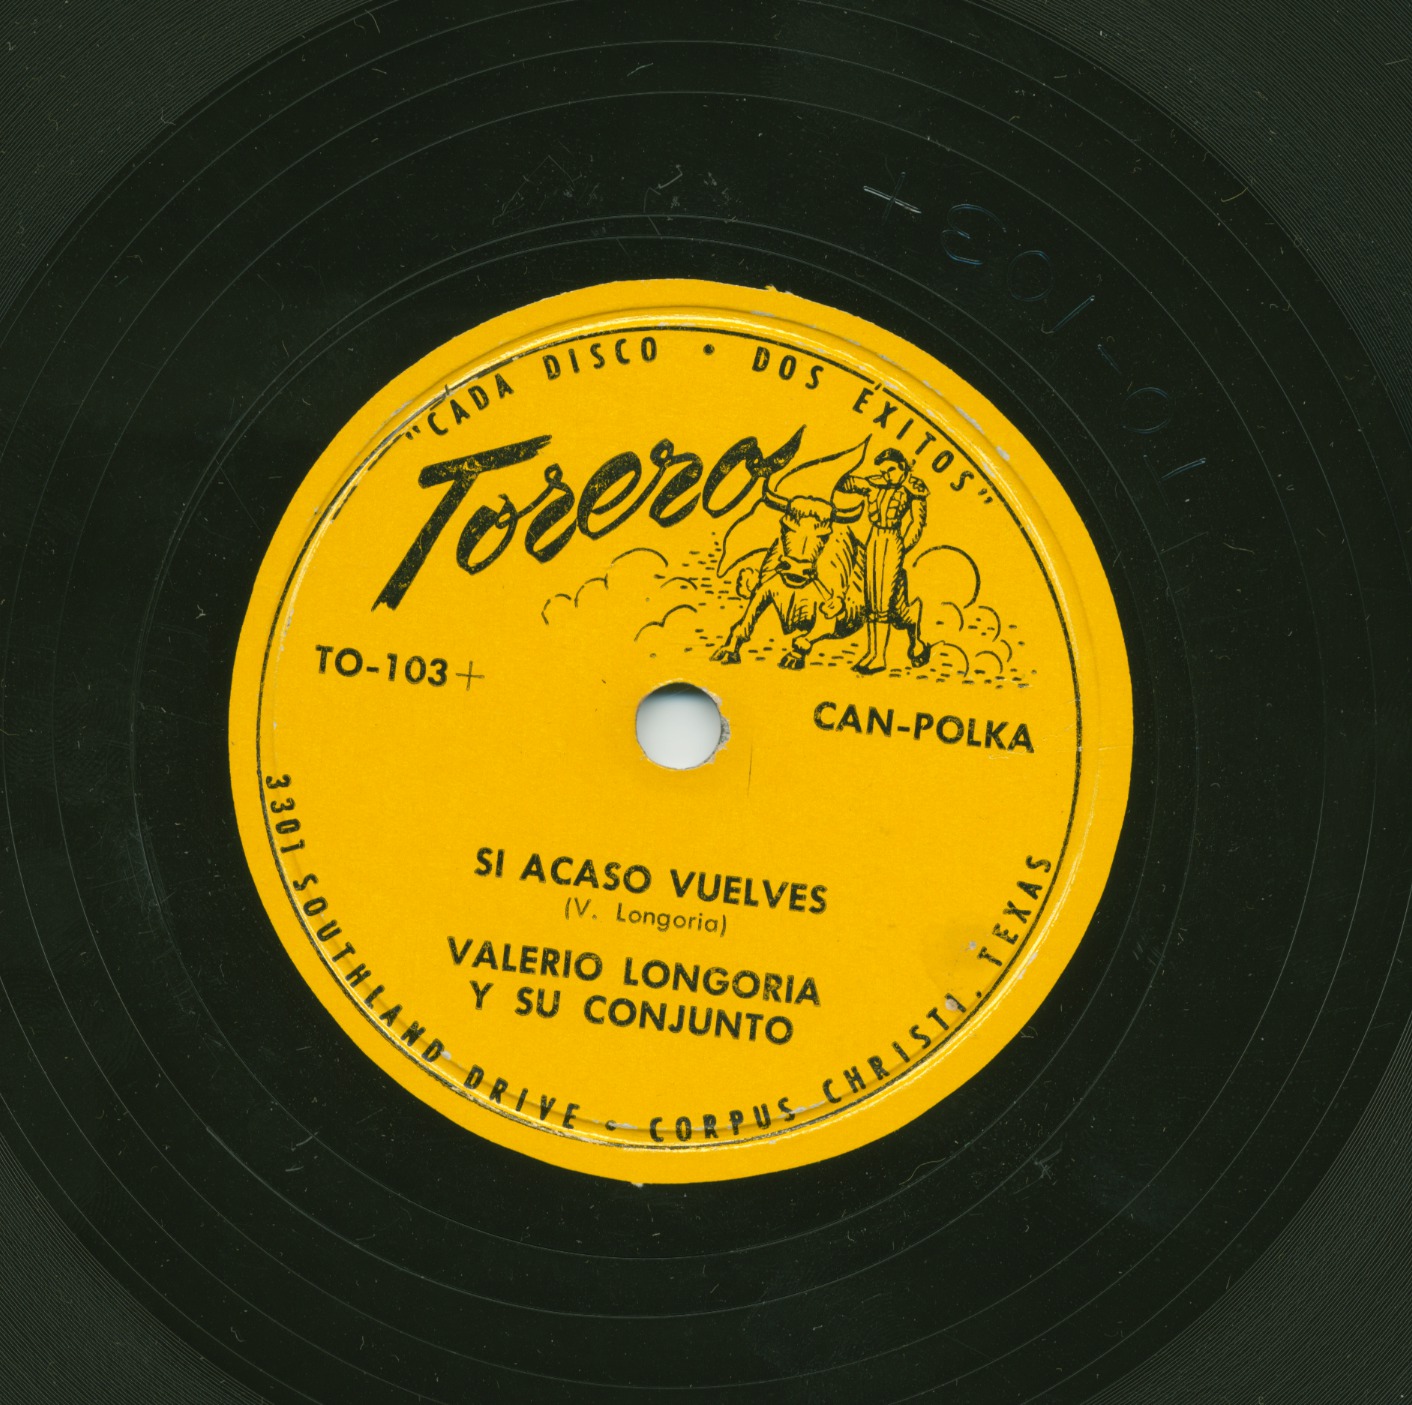 "CADA DISCO • DOS ÉXITOS"
Torero
TO-103+
CAN-POLKA
SI ACASO VUELVES
(V. Longoria)
VALERIO LONGORIA
Y SU CONJUNTO
3301 SOUTHLAND DRIVE • CORPUS CHRISTI, TEXAS
TO-103+